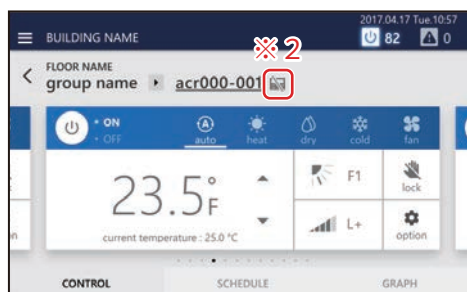 2017.04.17 Tue.10:57
BUILDING NAME 82 0
※ 2
FLOOR NAME
group name acr000-001
ON
OFF
auto heat dry cold fan
23.5°F
F1
lock
L+
option
current temperature : 25.0 °C
CONTROL SCHEDULE GRAPH